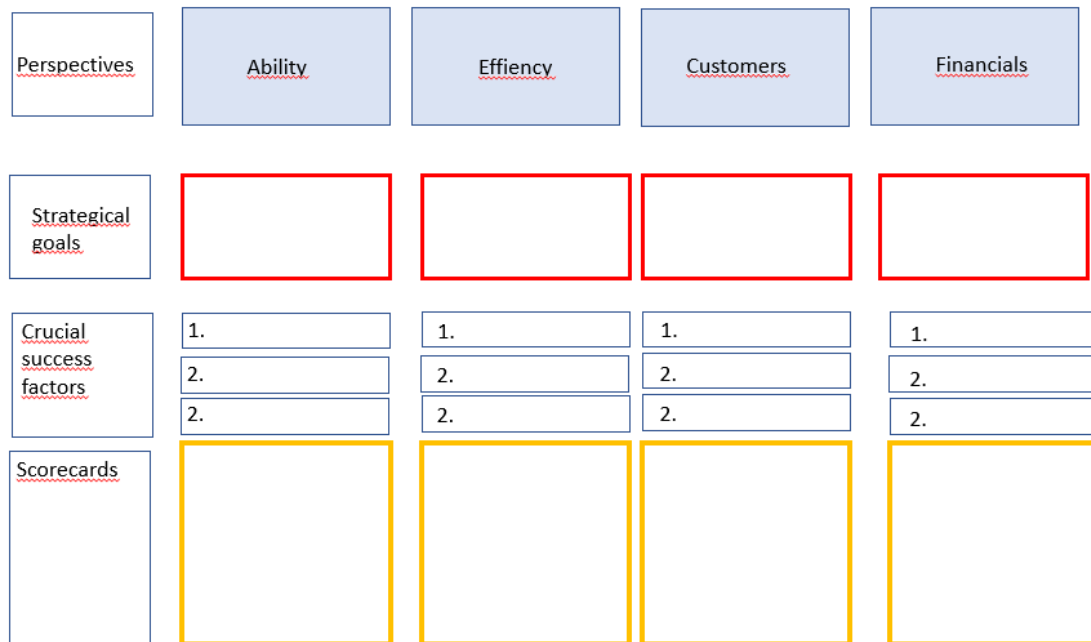 Perspectives
Ability
Effiency
Customers
Financials
Strategical
goals
Crucial
success
factors
1.
1.
1.
1.
2.
2.
2.
2.
2.
2.
2.
2.
Scorecards